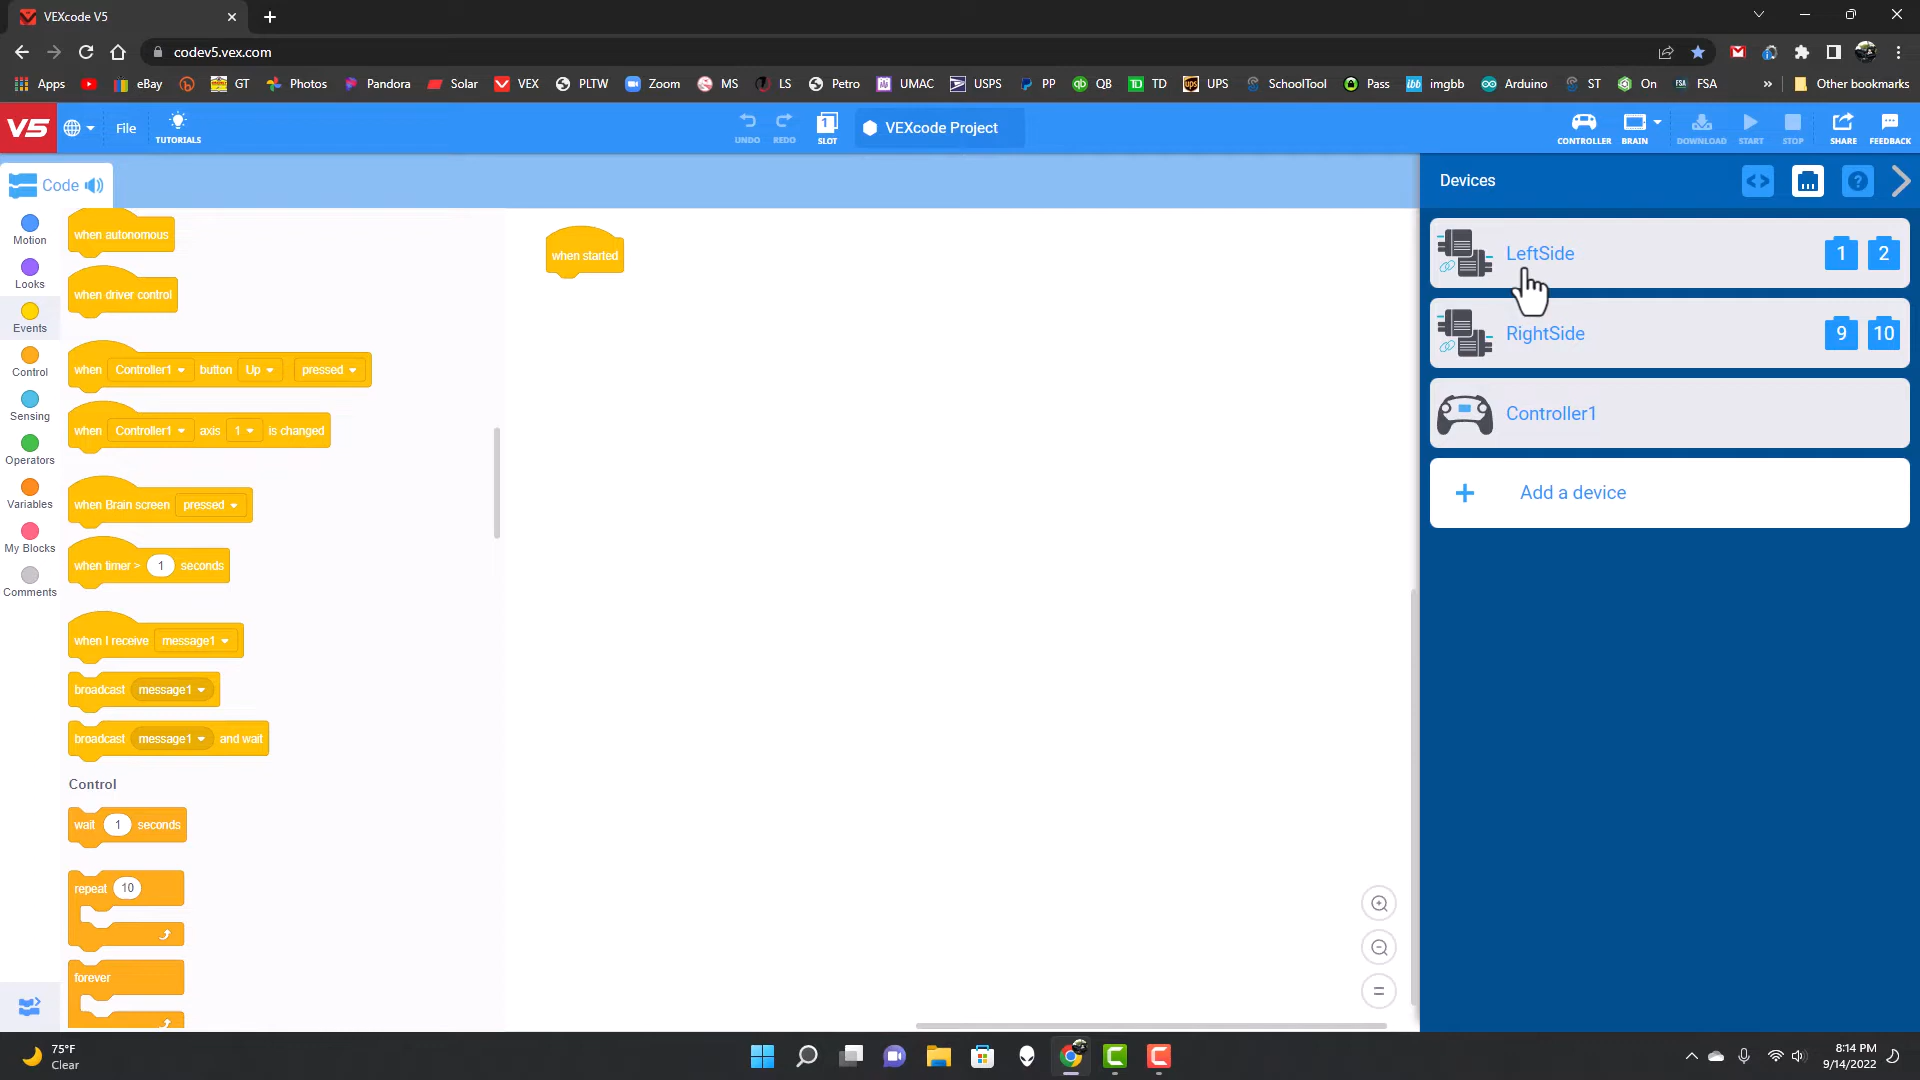 VEXcode V5
codev5.vex.com
Apps
eBay
GT
Photos
Pandora
Solar
VEX
PLTW
Zoom
MS
LS
Petro
UMAC
USPS
PP
QB
TD
UPS
SchoolTool
Pass
imgbb
Arduino
ST
On
FSA
»
Other bookmarks
V5
File
TUTORIALS
UNDO
REDO
1
SLOT
VEXcode Project
CONTROLLER
BRAIN
DOWNLOAD
START
STOP
SHARE
FEEDBACK
Code
Devices
Motion
Looks
Events
Control
Sensing
Operators
Variables
My Blocks
Comments
when autonomous
when driver control
when Controller1 button Up pressed
when Controller1 axis 1 is changed
when Brain screen pressed
when timer > 1 seconds
when I receive message1
broadcast message1
broadcast message1 and wait
Control
wait 1 seconds
repeat 10
forever
when started
LeftSide 1 2
RightSide 9 10
Controller1
+ Add a device
75°F
Clear
8:14 PM
9/14/2022